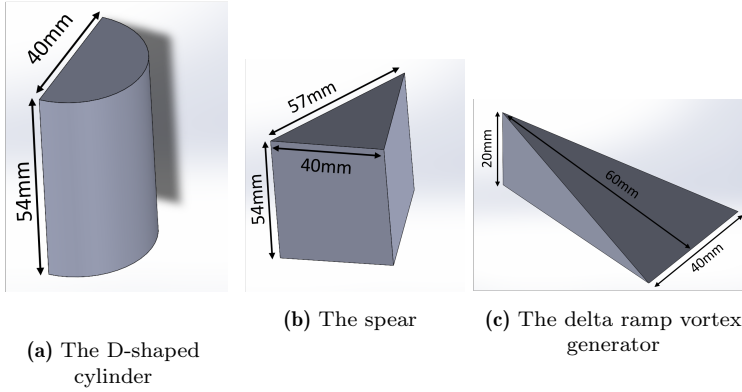 40mm
54mm
57mm
40mm
54mm
20mm
60mm
40mm
(a) The D-shaped
cylinder
(b) The spear
(c) The delta ramp vortex
generator